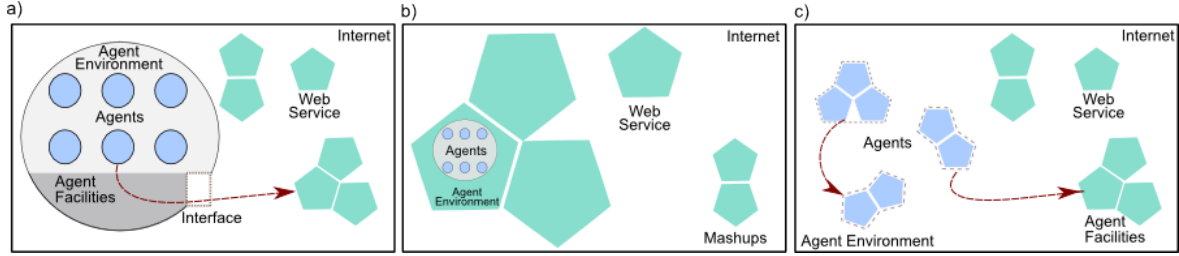 a)
Internet
Agent
Environment
Agents
Web
Service
Agent
Facilities
Interface
b)
Internet
Web
Service
Agents
Agent
Environment
Mashups
c)
Internet
Web
Service
Agents
Agent Environment
Agent
Facilities